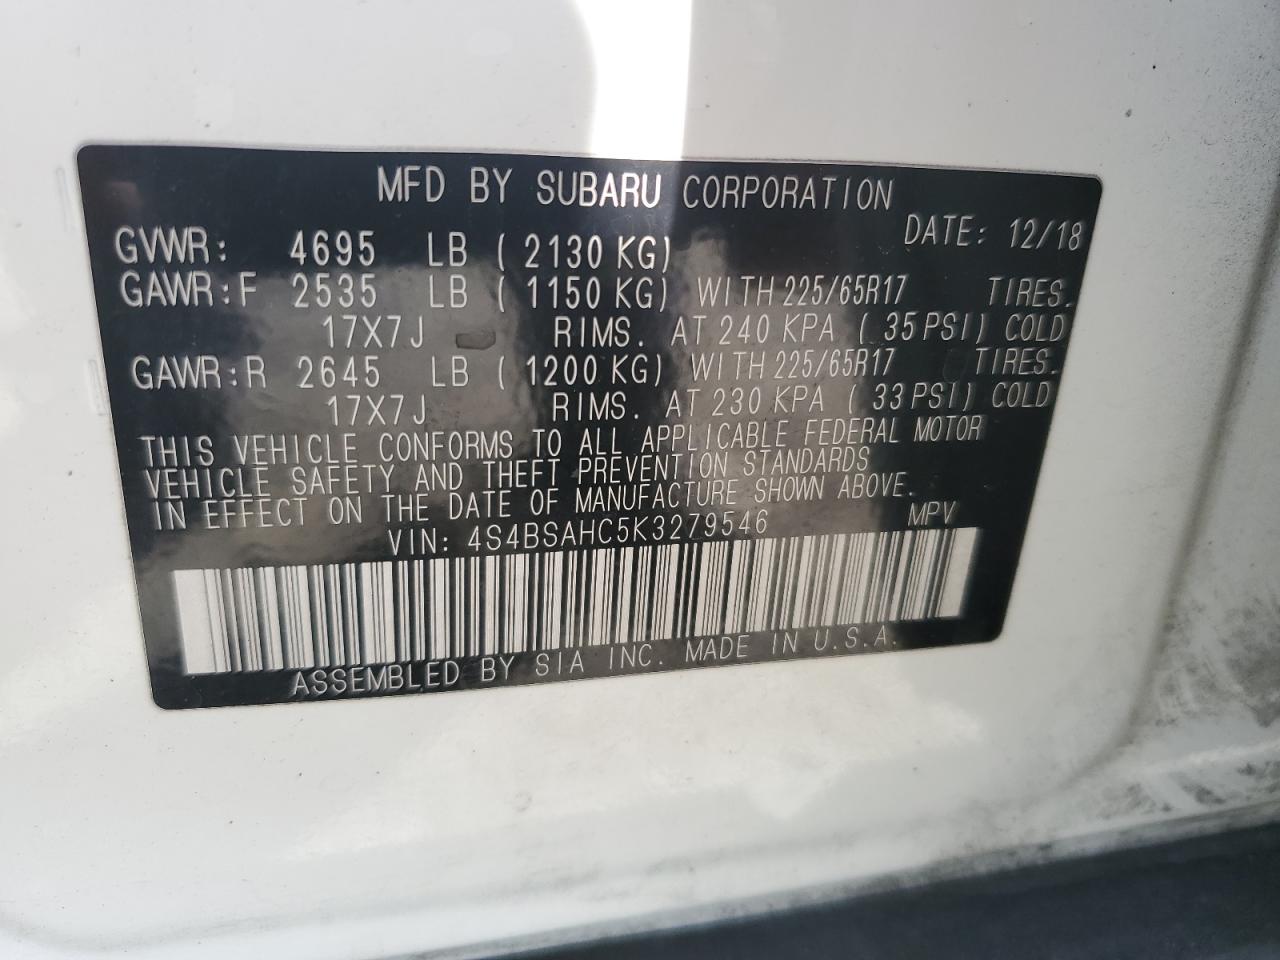 MFD BY SUBARU CORPORATION
DATE: 12/18
GVWR: 4695 LB ( 2130 KG)
GAWR:F 2535 LB ( 1150 KG) WITH 225/65R17 TIRES.
17X7J RIMS. AT 240 KPA ( 35 PSI) COLD
GAWR:R 2645 LB ( 1200 KG) WITH 225/65R17 TIRES.
17X7J RIMS. AT 230 KPA ( 33 PSI) COLD
THIS VEHICLE CONFORMS TO ALL APPLICABLE FEDERAL MOTOR
VEHICLE SAFETY AND THEFT PREVENTION STANDARDS
IN EFFECT ON THE DATE OF MANUFACTURE SHOWN ABOVE.
VIN: 4S4BSAHC5K3279546 MPV
ASSEMBLED BY SIA INC. MADE IN U.S.A.